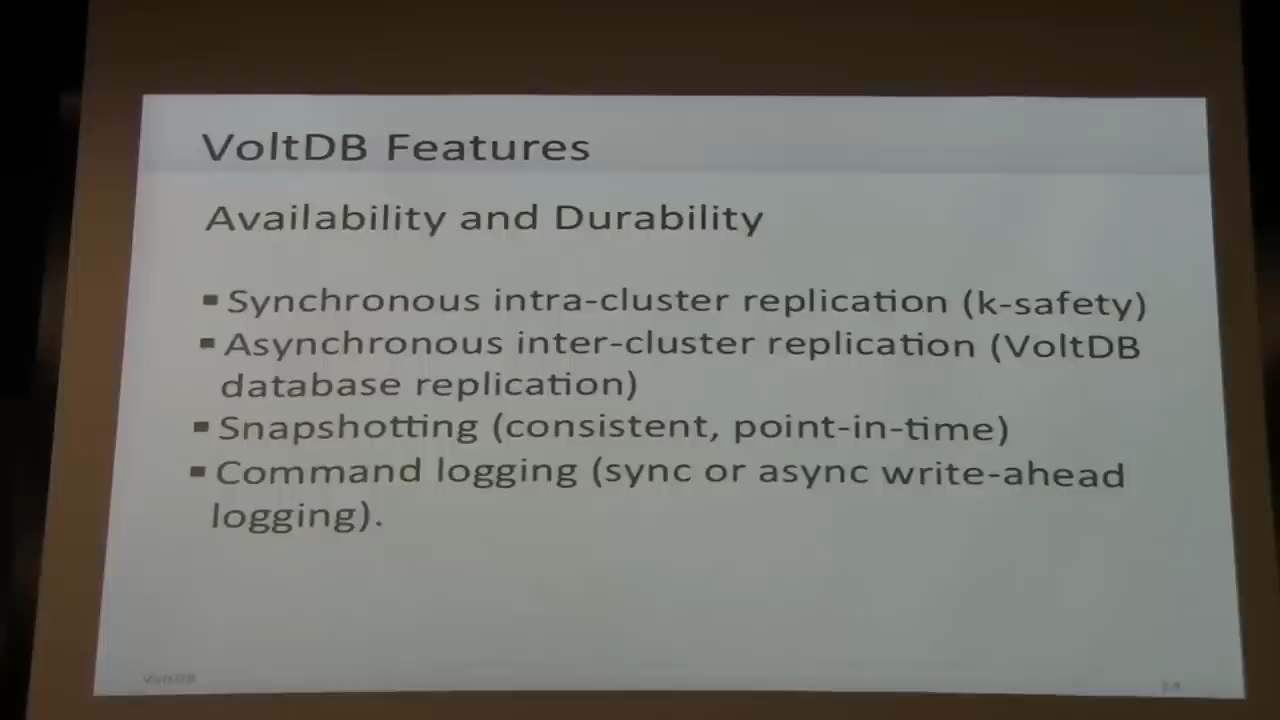 VoltDB Features
Availability and Durability
▪ Synchronous intra-cluster replication (k-safety)
▪ Asynchronous inter-cluster replication (VoltDB
database replication)
▪ Snapshotting (consistent, point-in-time)
▪ Command logging (sync or async write-ahead
logging).
VoltDB